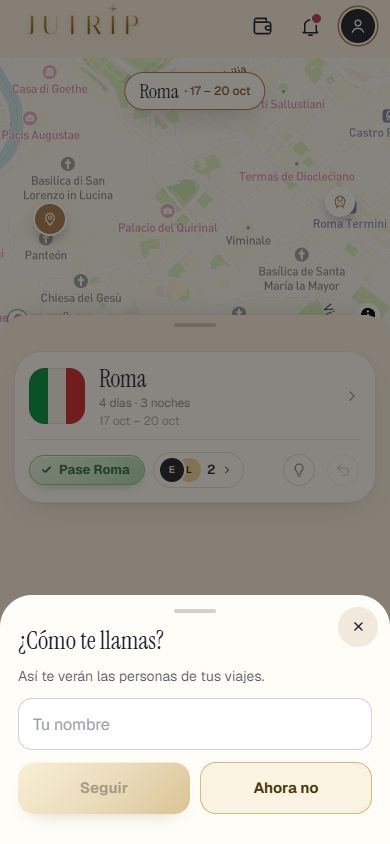 JUTRIP
Casa di Goethe
Roma · 17 – 20 oct
rti Sallustiani
Pacis Augustae
Castro P
Basilica di San
Lorenzo in Lucina
Termas de Diocleciano
Palacio del Quirinal
Roma Termini
Viminale
Panteón
Basílica de Santa
María la Mayor
Chiesa del Gesù
Roma
4 días · 3 noches
17 oct – 20 oct
Pase Roma
E L 2
¿Cómo te llamas?
Así te verán las personas de tus viajes.
Tu nombre
Seguir
Ahora no